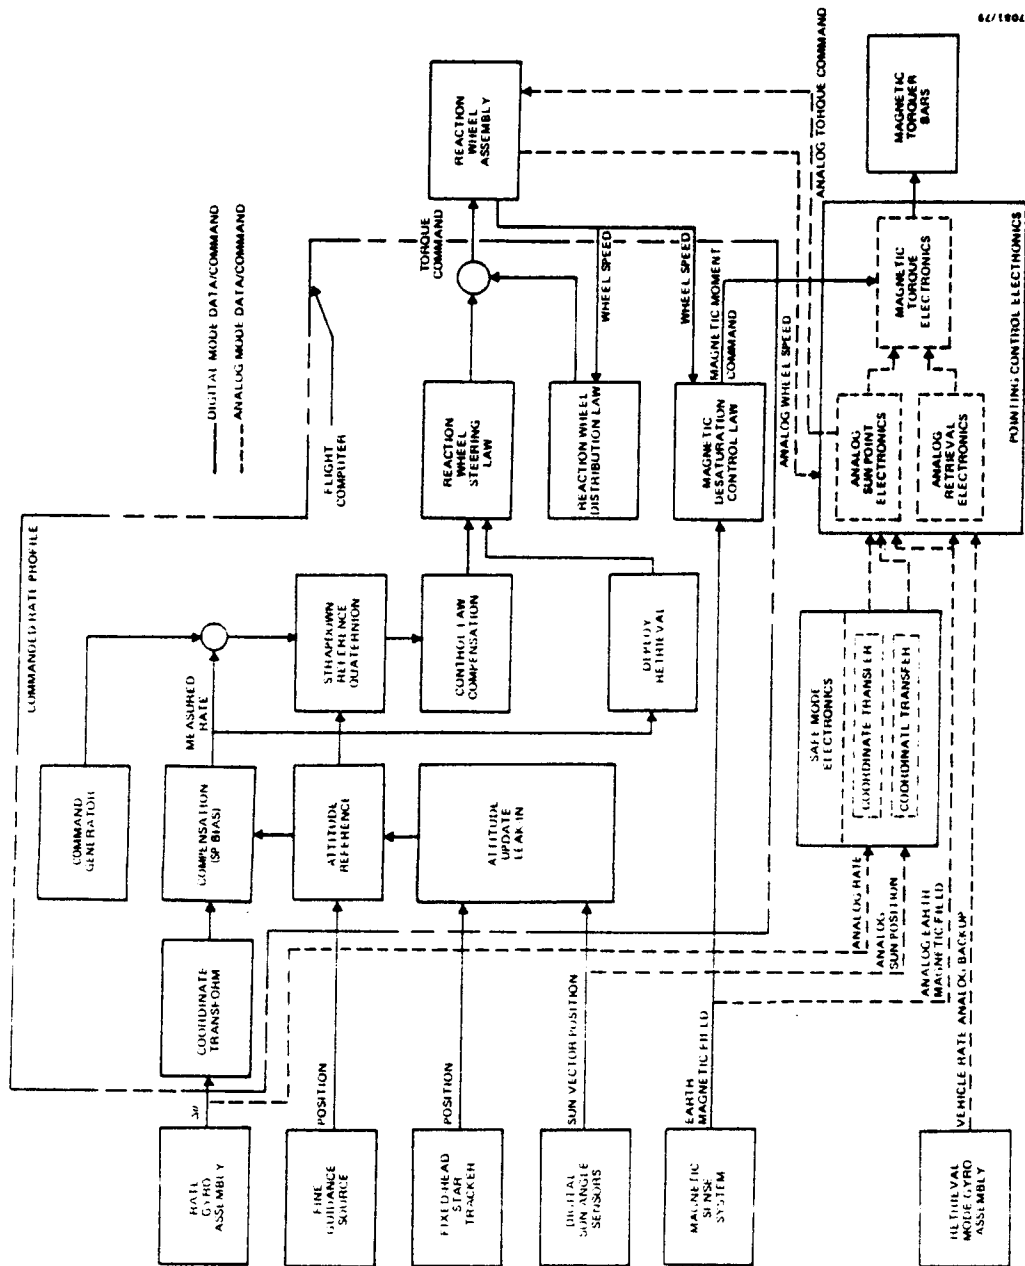 COMMANDED RATE PROFILE
DIGITAL MODE DATA/COMMAND
ANALOG MODE DATA/COMMAND
FLIGHT
COMPUTER
COMMAND
GENERATOR
MEASURED
RATE
RATE
GYRO
ASSEMBLY
COORDINATE
TRANSFORM
COMPENSATION
(SP BIAS)
STRAPDOWN
REFERENCE
QUATERNION
REACTION
WHEEL
STEERING
LAW
TORQUE
COMMAND
REACTION
WHEEL
ASSEMBLY
FINE
GUIDANCE
SOURCE
POSITION
ATTITUDE
REFERENCE
CONTROL LAW
COMPENSATION
REACTION WHEEL
DISTRIBUTION LAW
WHEEL SPEED
FIXED HEAD
STAR
TRACKER
POSITION
ATTITUDE
UPDATE
LEAK IN
DIGITAL
SUN ANGLE
SENSORS
SUN VECTOR POSITION
DEPLOY
RETRIEVAL
MAGNETIC
DESATURATION
CONTROL LAW
WHEEL SPEED
MAGNETIC MOMENT
COMMAND
MAGNETIC
SENSE
SYSTEM
EARTH
MAGNETIC FIELD
ANALOG WHEEL SPEED
ANALOG TORQUE COMMAND
ANALOG RATE
ANALOG
SUN POSITION
SAFE MODE
ELECTRONICS
COORDINATE TRANSFER
COORDINATE TRANSFER
ANALOG
SUN POINT
ELECTRONICS
MAGNETIC
TORQUE
ELECTRONICS
MAGNETIC
TORQUER
BARS
ANALOG
RETRIEVAL
ELECTRONICS
ANALOG EARTH
MAGNETIC FIELD
RETRIEVAL
MODE GYRO
ASSEMBLY
VEHICLE RATE ANALOG BACKUP
POINTING CONTROL ELECTRONICS
7081/79